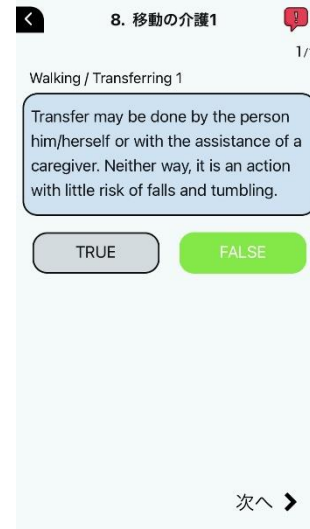 8. 移動の介護1
1/
Walking / Transferring 1
Transfer may be done by the person
him/herself or with the assistance of a
caregiver. Neither way, it is an action
with little risk of falls and tumbling.
TRUE
FALSE
次へ